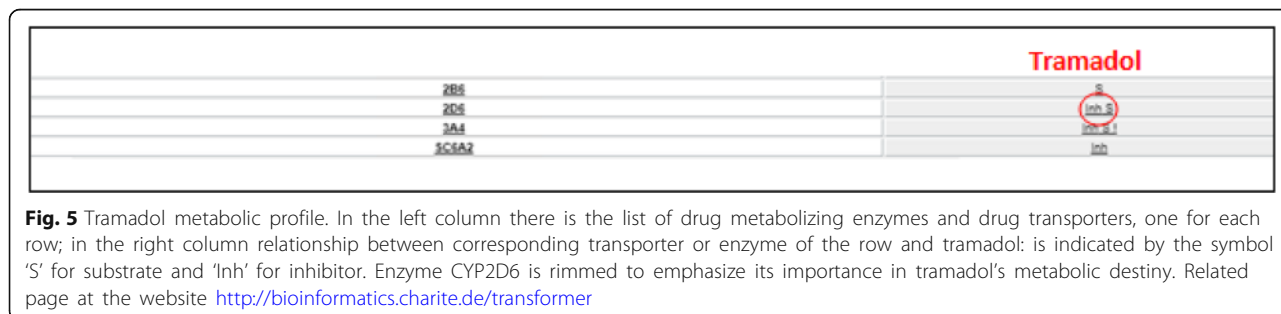 Tramadol
2B6 S
2D6 Inh S
3A4 Inh S !
SC6A2 Inh
Fig. 5 Tramadol metabolic profile. In the left column there is the list of drug metabolizing enzymes and drug transporters, one for each
row; in the right column relationship between corresponding transporter or enzyme of the row and tramadol: is indicated by the symbol
‘S’ for substrate and ‘Inh’ for inhibitor. Enzyme CYP2D6 is rimmed to emphasize its importance in tramadol’s metabolic destiny. Related
page at the website http://bioinformatics.charite.de/transformer